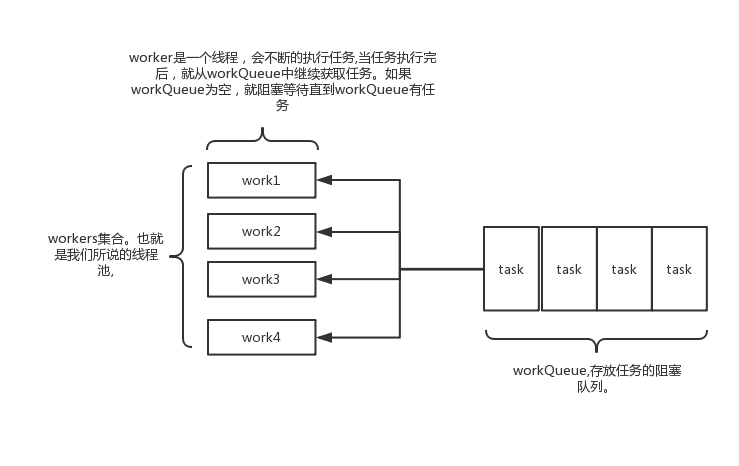 worker是一个线程，会不断的执行任务,当任务执行完
后，就从workQueue中继续获取任务。如果
workQueue为空，就阻塞等待直到workQueue有任
务
work1
work2
workers集合。也就
是我们所说的线程
池,
work3
work4
task
task
task
task
workQueue,存放任务的阻塞
队列。